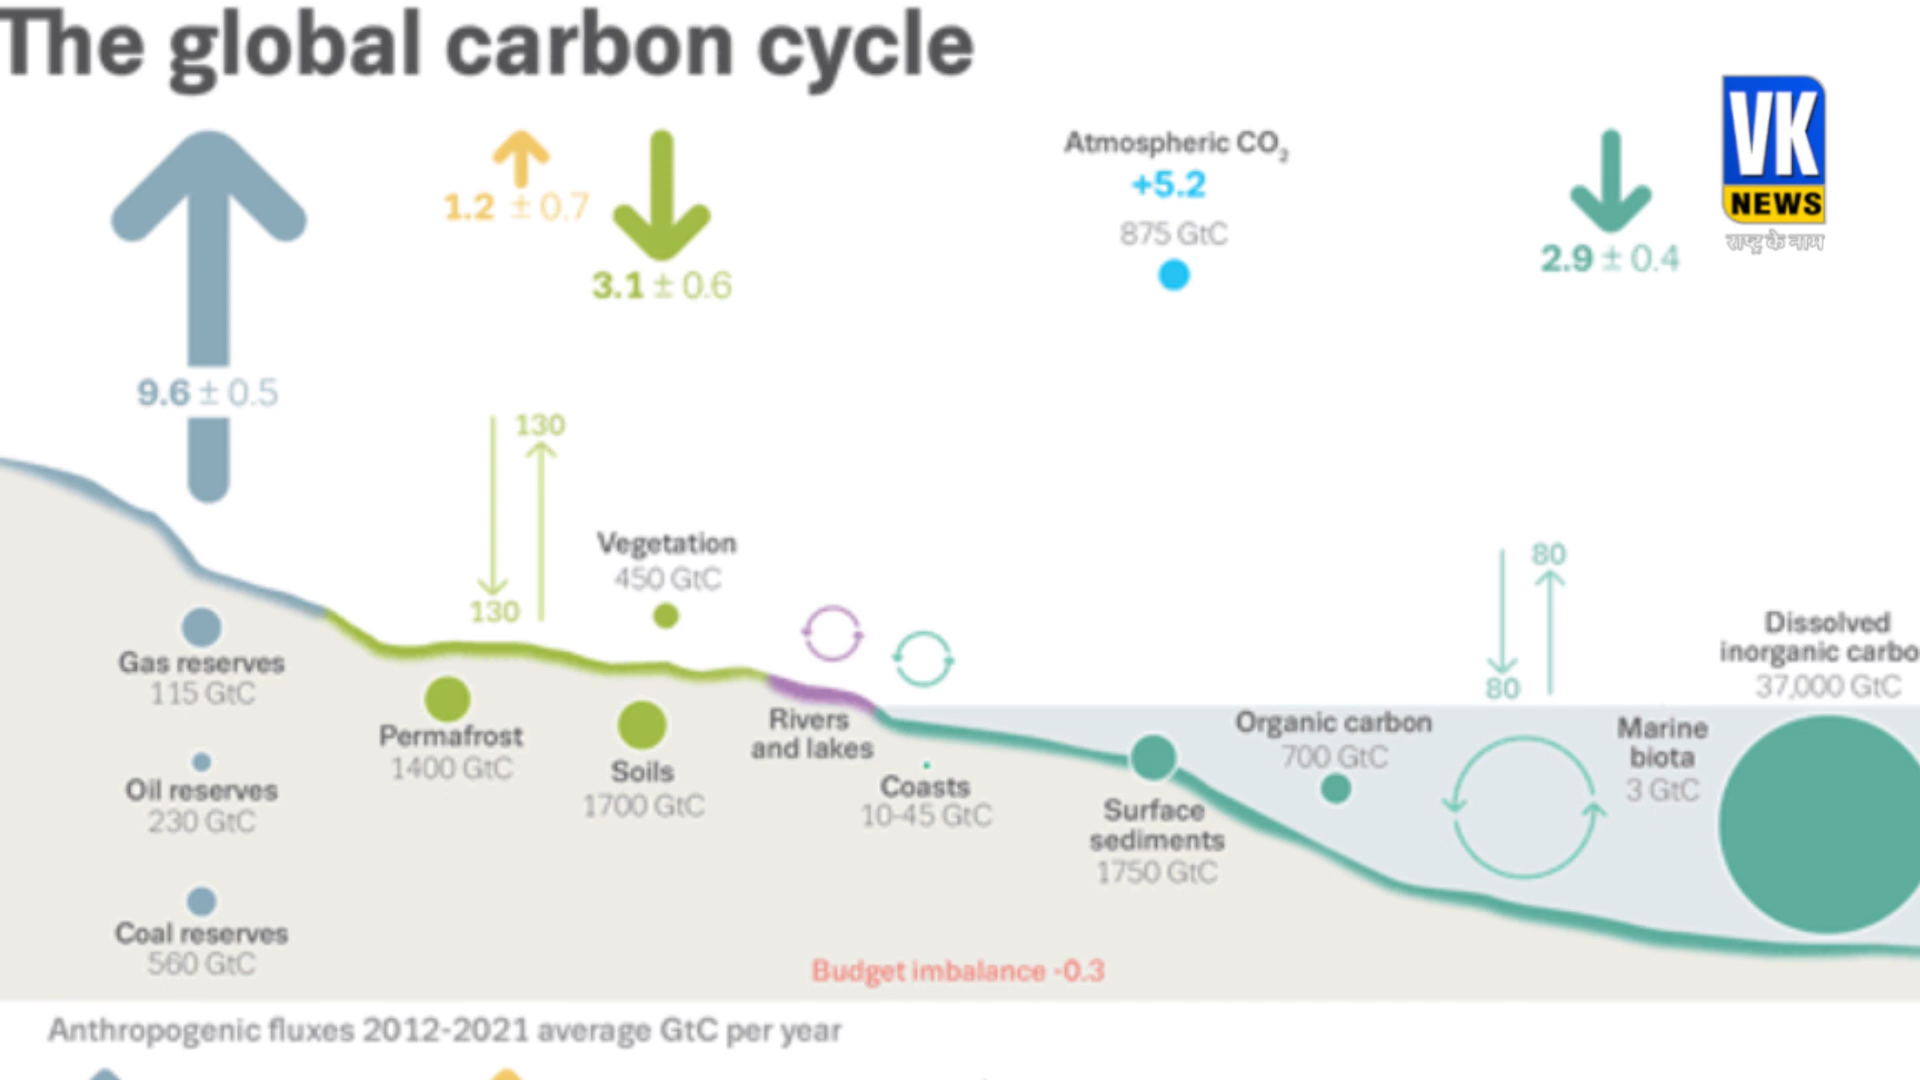 The global carbon cycle
VK
NEWS
राष्ट्र के नाम
Atmospheric CO₂
+5.2
875 GtC
1.2 ± 0.7
3.1 ± 0.6
2.9 ± 0.4
9.6 ± 0.5
130
130
Vegetation
450 GtC
80
80
Dissolved
inorganic carbo
37,000 GtC
Gas reserves
115 GtC
Oil reserves
230 GtC
Coal reserves
560 GtC
Permafrost
1400 GtC
Soils
1700 GtC
Rivers
and lakes
Coasts
10-45 GtC
Surface
sediments
1750 GtC
Organic carbon
700 GtC
Marine
biota
3 GtC
Budget imbalance -0.3
Anthropogenic fluxes 2012-2021 average GtC per year